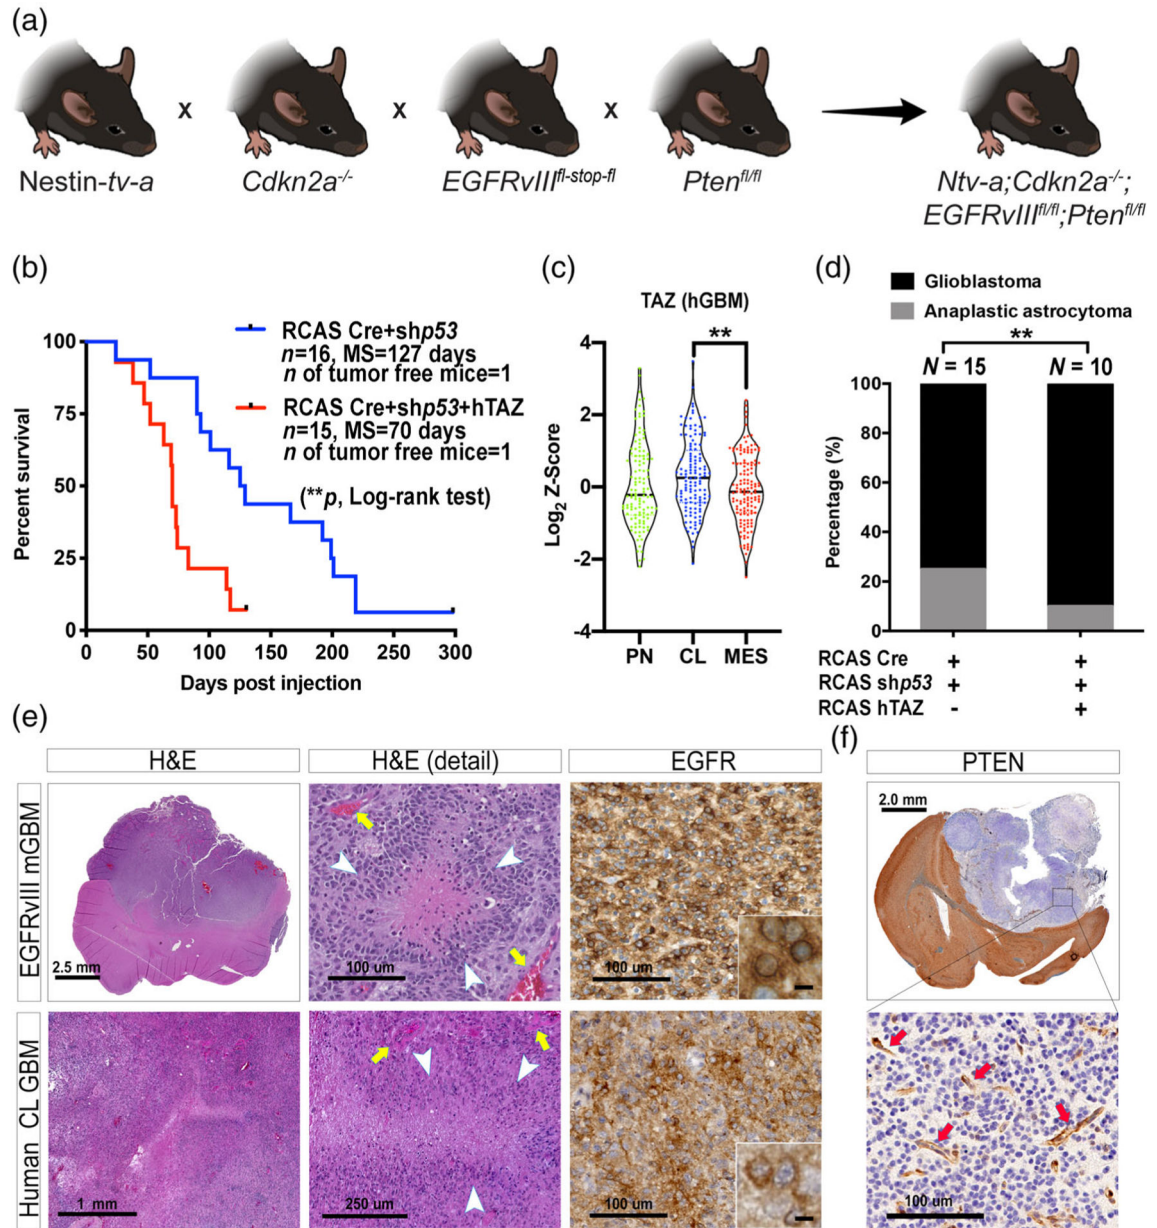 (a)
x x x
Nestin-tv-a
Cdkn2a-/-
EGFRvIIIfl-stop-fl
Ptenfl/fl
Ntv-a;Cdkn2a-/-;
EGFRvIIIfl/fl;Ptenfl/fl
(b)
RCAS Cre+shp53
n=16, MS=127 days
n of tumor free mice=1
RCAS Cre+shp53+hTAZ
n=15, MS=70 days
n of tumor free mice=1
(**p, Log-rank test)
Percent survival
100
75
50
25
0
0 50 100 150 200 250 300
Days post injection
(c)
TAZ (hGBM)
**
Log2 Z-Score
4
2
0
-2
-4
PN CL MES
(d)
Glioblastoma
Anaplastic astrocytoma
**
N = 15 N = 10
Percentage (%)
100
80
60
40
20
0
RCAS Cre + +
RCAS shp53 + +
RCAS hTAZ - +
(e)
H&E
H&E (detail)
EGFR
EGFRvIII mGBM
2.5 mm
100 um
100 um
Human CL GBM
1 mm
250 um
100 um
(f)
PTEN
2.0 mm
100 um